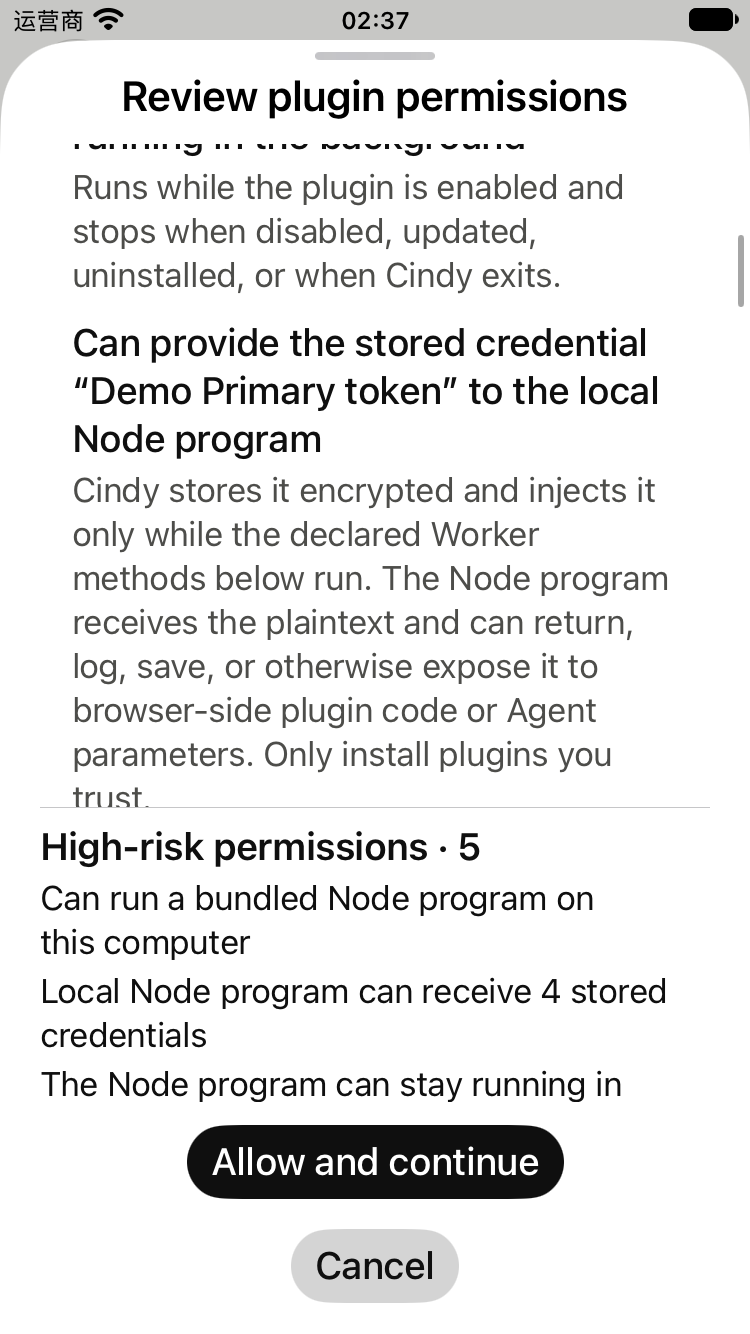 运营商
02:37
Review plugin permissions
running in the background
Runs while the plugin is enabled and
stops when disabled, updated,
uninstalled, or when Cindy exits.
Can provide the stored credential
“Demo Primary token” to the local
Node program
Cindy stores it encrypted and injects it
only while the declared Worker
methods below run. The Node program
receives the plaintext and can return,
log, save, or otherwise expose it to
browser-side plugin code or Agent
parameters. Only install plugins you
trust.
High-risk permissions · 5
Can run a bundled Node program on
this computer
Local Node program can receive 4 stored
credentials
The Node program can stay running in
Allow and continue
Cancel